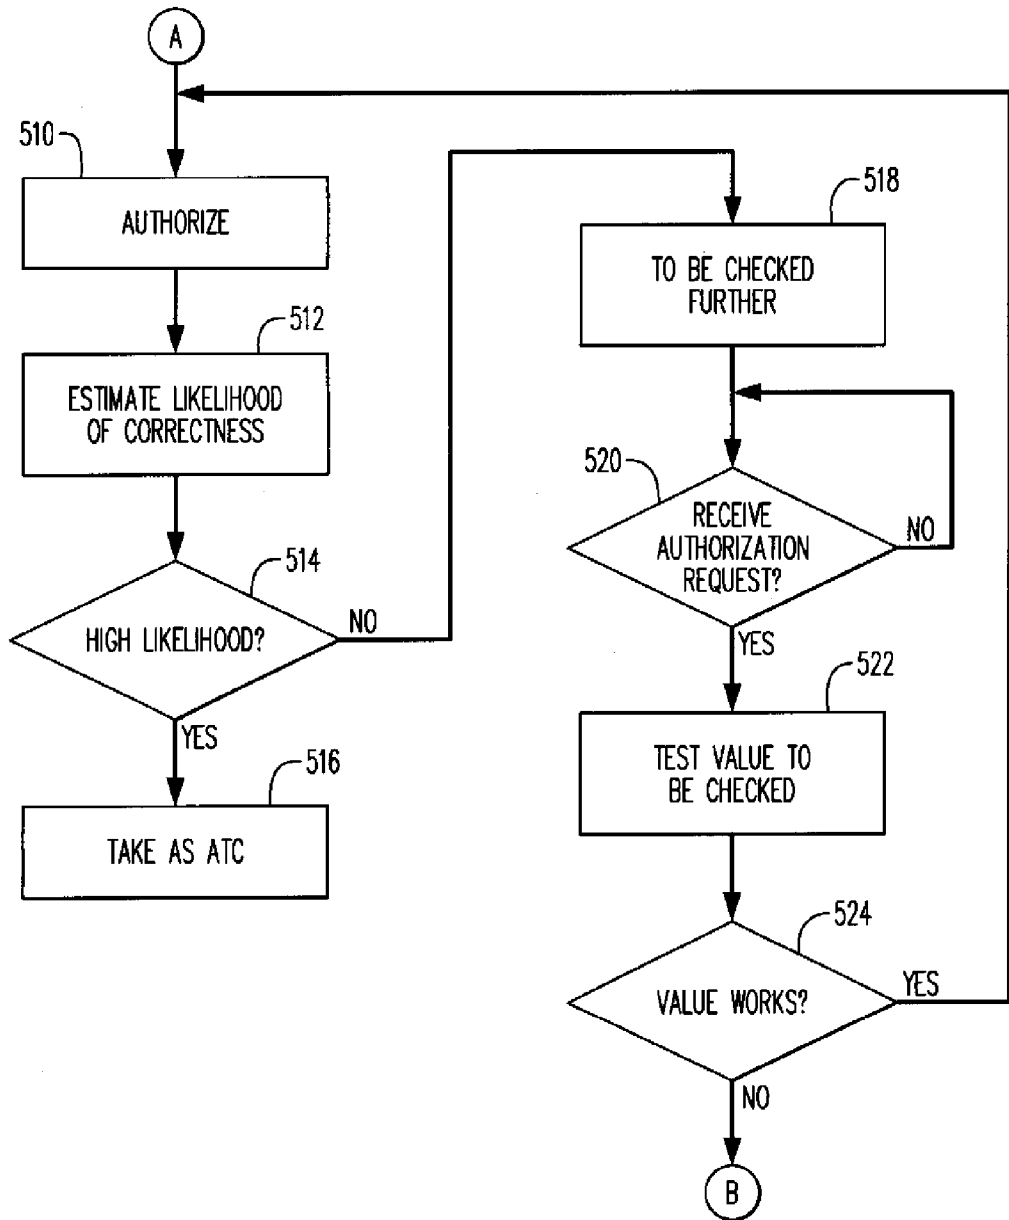 A
510
AUTHORIZE
512
ESTIMATE LIKELIHOOD
OF CORRECTNESS
514
HIGH LIKELIHOOD?
NO
YES
516
TAKE AS ATC
518
TO BE CHECKED
FURTHER
520
RECEIVE
AUTHORIZATION
REQUEST?
NO
YES
522
TEST VALUE TO
BE CHECKED
524
VALUE WORKS?
YES
NO
B